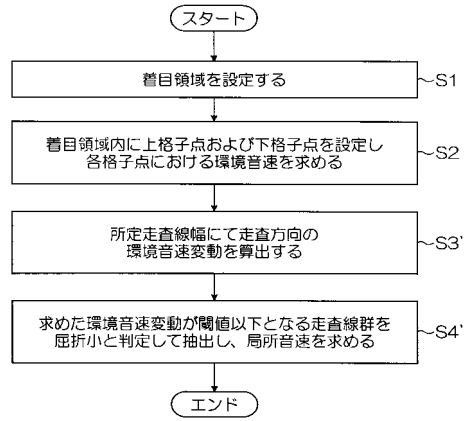 スタート
着目領域を設定する
~S1
着目領域内に上格子点および下格子点を設定し
各格子点における環境音速を求める
~S2
所定走査線幅にて走査方向の
環境音速変動を算出する
~S3'
求めた環境音速変動が閾値以下となる走査線群を
屈折小と判定して抽出し、局所音速を求める
~S4'
エンド